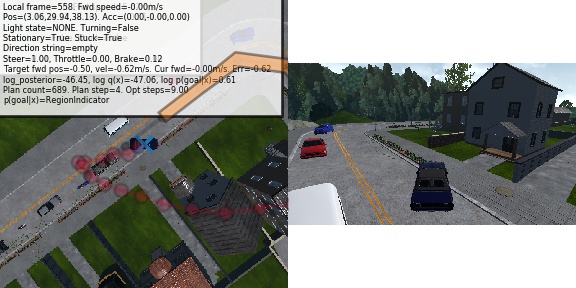 Local frame=558. Fwd speed=-0.00m/s
Pos=(3.06,29.94,38.13). Acc=(0.00,-0.00,0.00)
Light state=NONE. Turning=False
Stationary=True. Stuck=True
Direction string=empty
Steer=1.00, Throttle=0.00, Brake=0.12
Target fwd pos=-0.50, vel=-0.62m/s. Cur fwd=-0.00m/s. Err=-0.62
log_posterior=-46.45, log q(x)=-47.06, log p(goal|x)=0.61
Plan count=689. Plan step=4. Opt steps=9.00
p(goal|x)=RegionIndicator